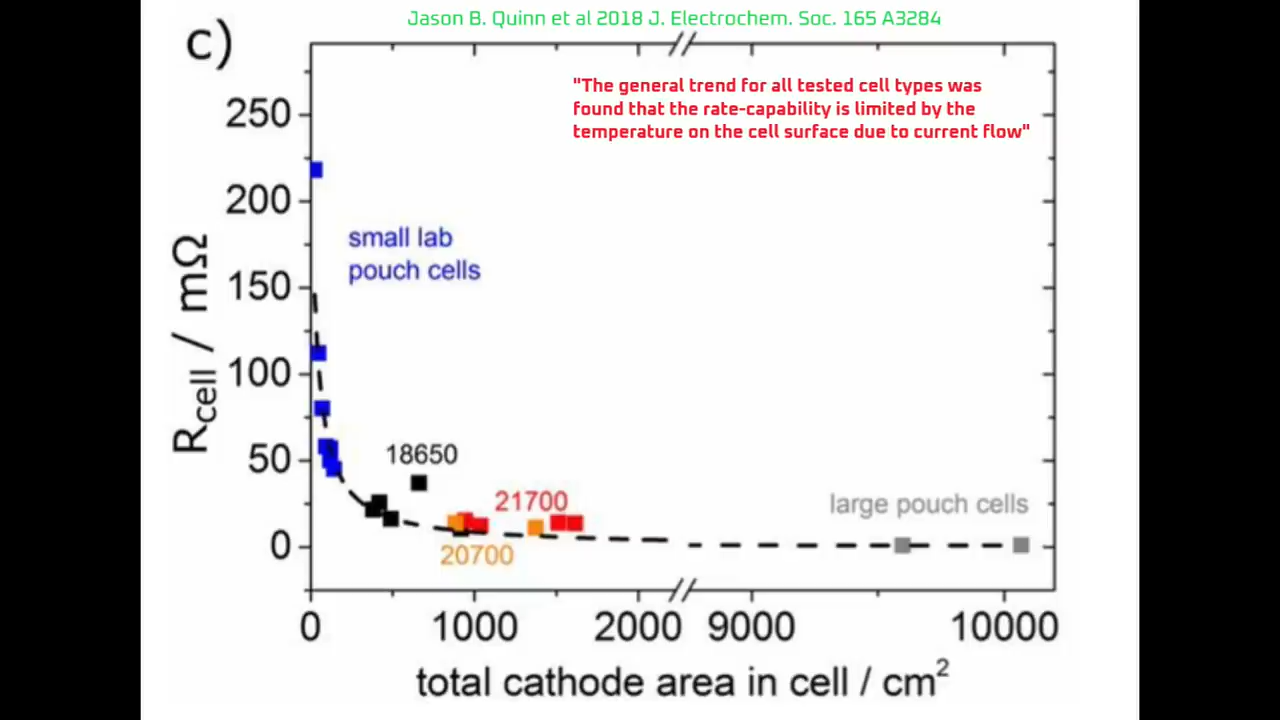 Jason B. Quinn et al 2018 J. Electrochem. Soc. 165 A3284
c)
"The general trend for all tested cell types was
found that the rate-capability is limited by the
temperature on the cell surface due to current flow"
250
200
150
100
50
0
Rcell / mΩ
small lab
pouch cells
18650
21700
20700
large pouch cells
0 1000 2000 9000 10000
total cathode area in cell / cm²